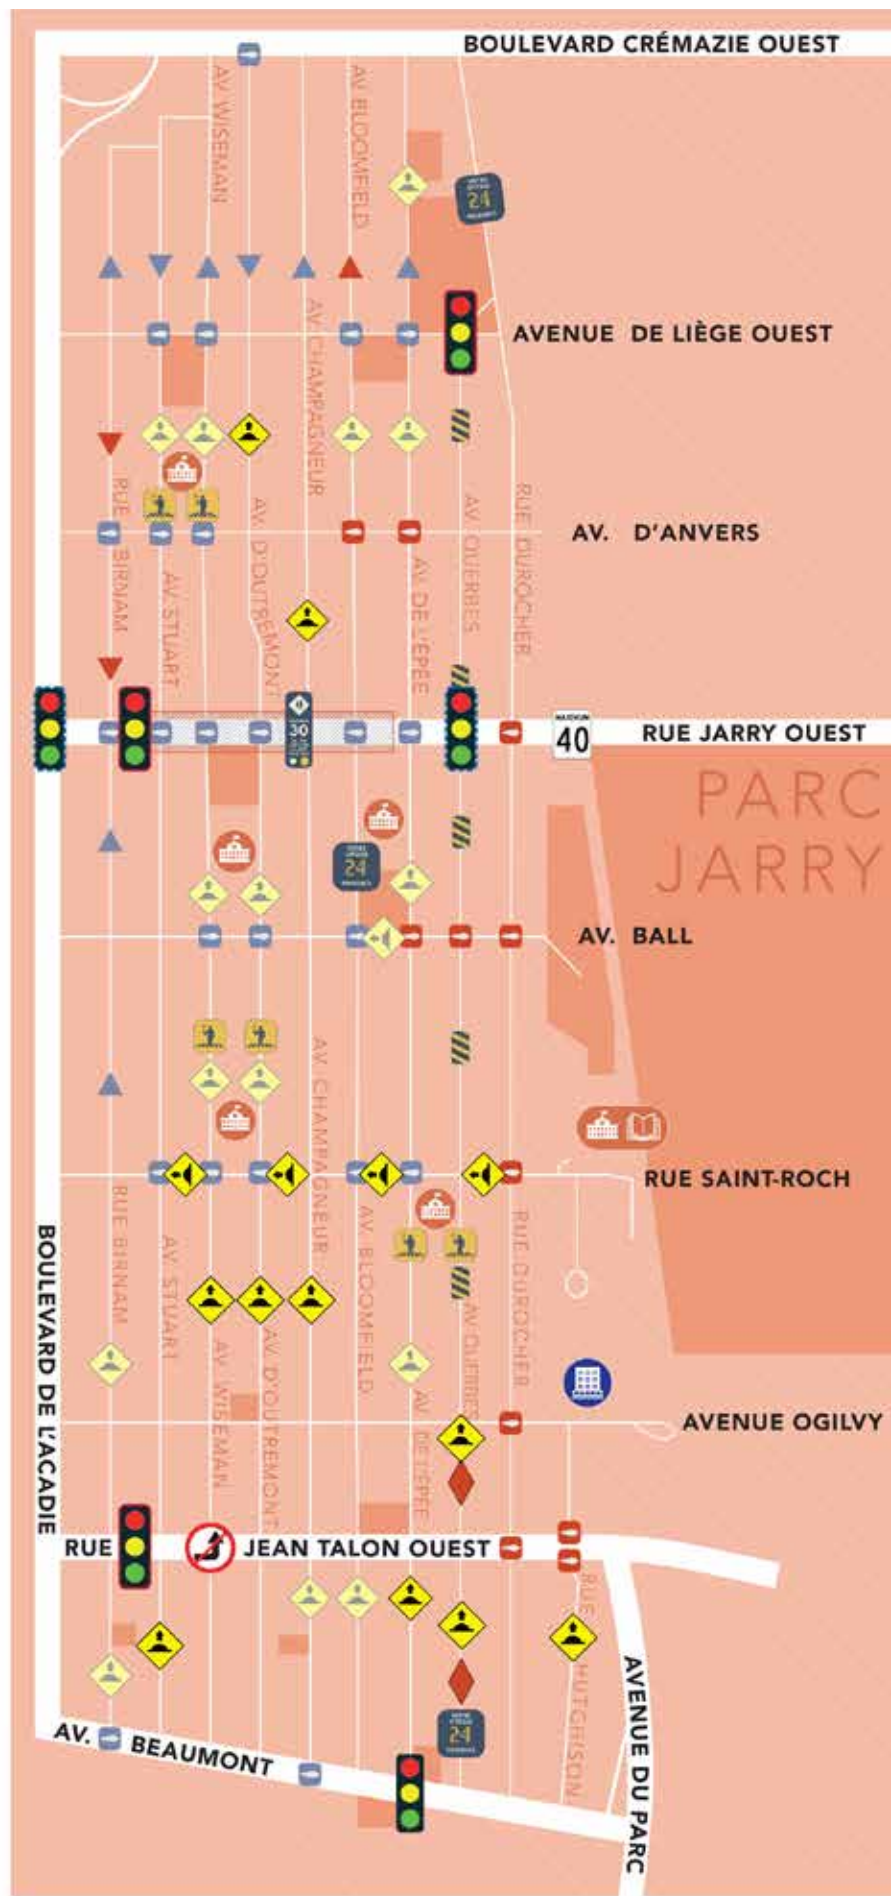 BOULEVARD CRÉMAZIE OUEST
AV. WISEMAN
AV. BLOOMFIELD
24
AV. CHAMPAGNEUR
AVENUE DE LIÈGE OUEST
RUE BIRNAM
AV. STUART
AV. D'OUTREMONT
AV. DE L'ÉPÉE
AV. QUERBES
RUE DUROCHER
AV. D'ANVERS
30
MAXIMUM
40
RUE JARRY OUEST
PARC
JARRY
24
AV. BALL
AV. CHAMPAGNEUR
RUE SAINT-ROCH
BOULEVARD DE L'ACADIE
RUE BIRNAM
AV. STUART
AV. WISEMAN
AV. D'OUTREMONT
AV. BLOOMFIELD
AV. DE L'ÉPÉE
AV. QUERBES
RUE DUROCHER
AVENUE OGILVY
RUE JEAN TALON OUEST
RUE HUTCHISON
24
AV. BEAUMONT
AVENUE DU PARC